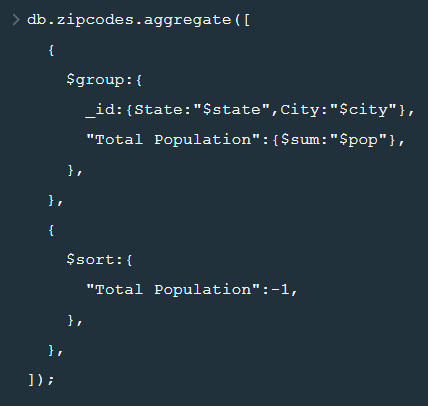 > db.zipcodes.aggregate([
{
$group:{
_id:{State:"$state",City:"$city"},
"Total Population":{$sum:"$pop"},
},
},
{
$sort:{
"Total Population":-1,
},
},
]);